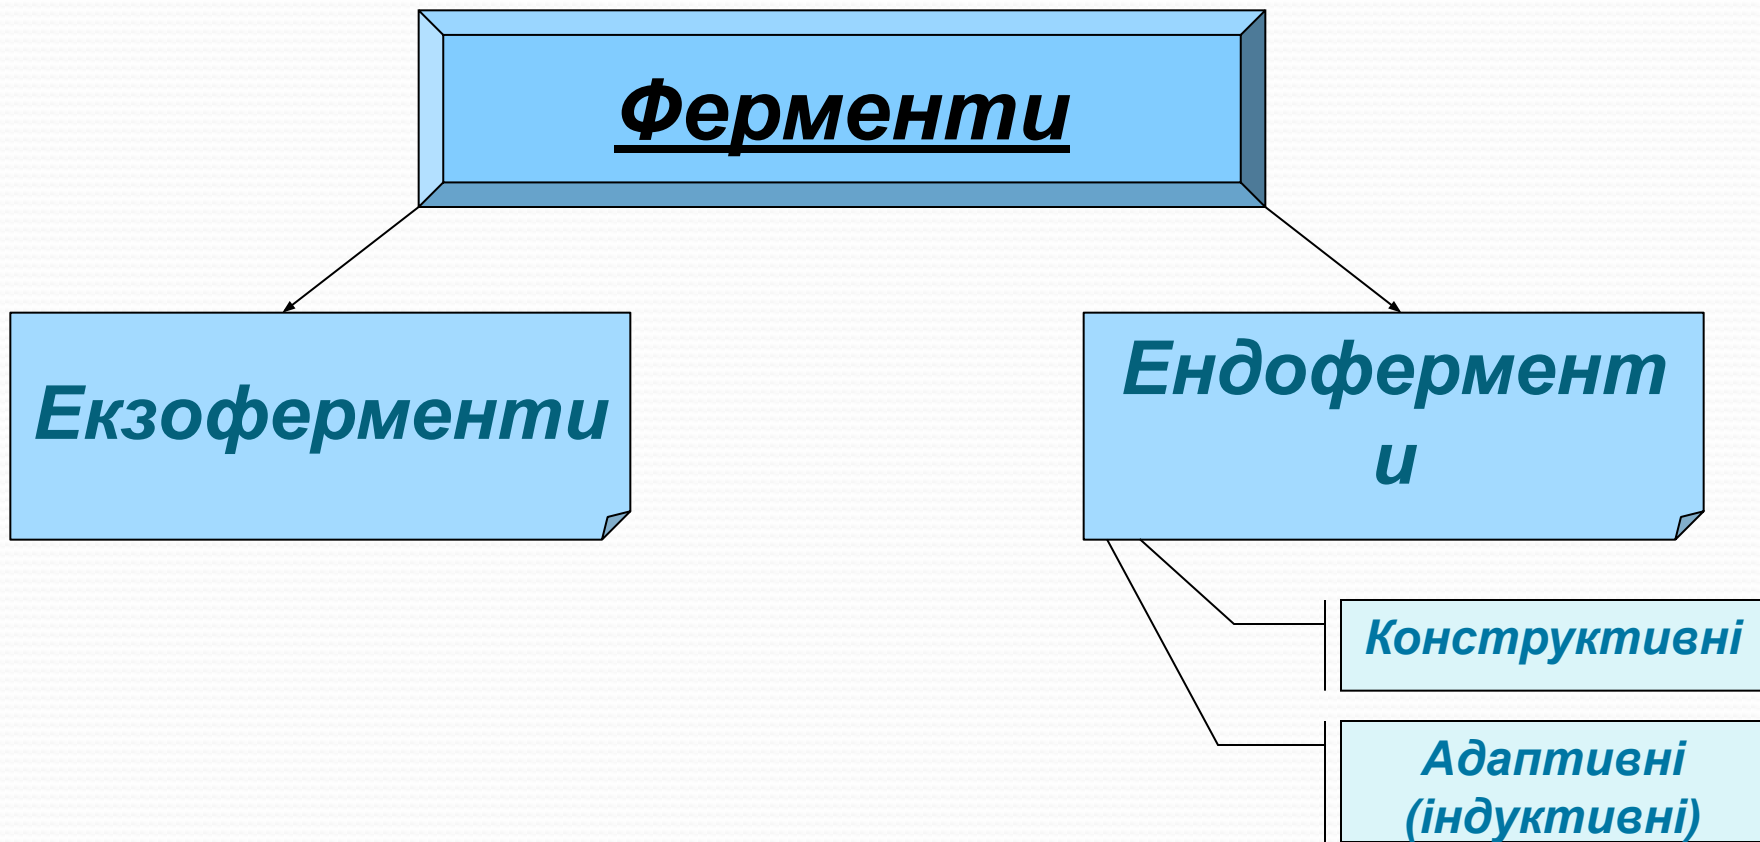 Ферменти
Екзоферменти
Ендофермент
и
Конструктивні
Адаптивні
(індуктивні)